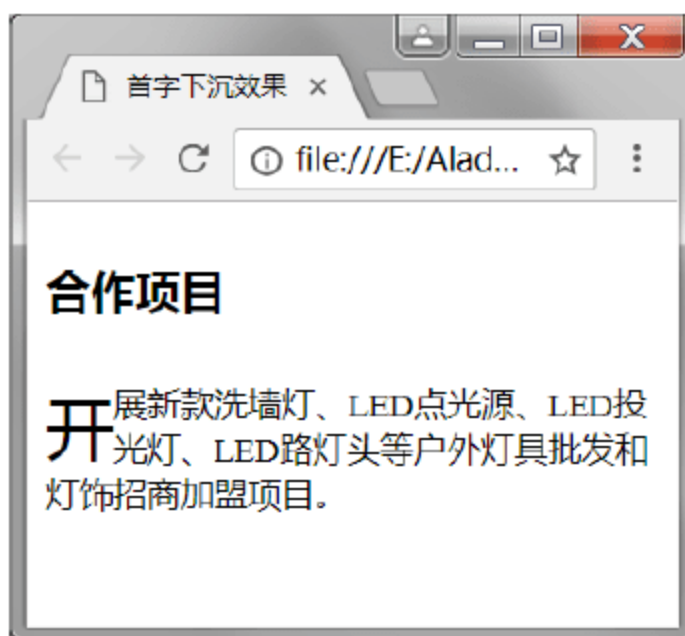 首字下沉效果
file:///E:/Alad...
合作项目
开展新款洗墙灯、LED点光源、LED投
光灯、LED路灯头等户外灯具批发和
灯饰招商加盟项目。